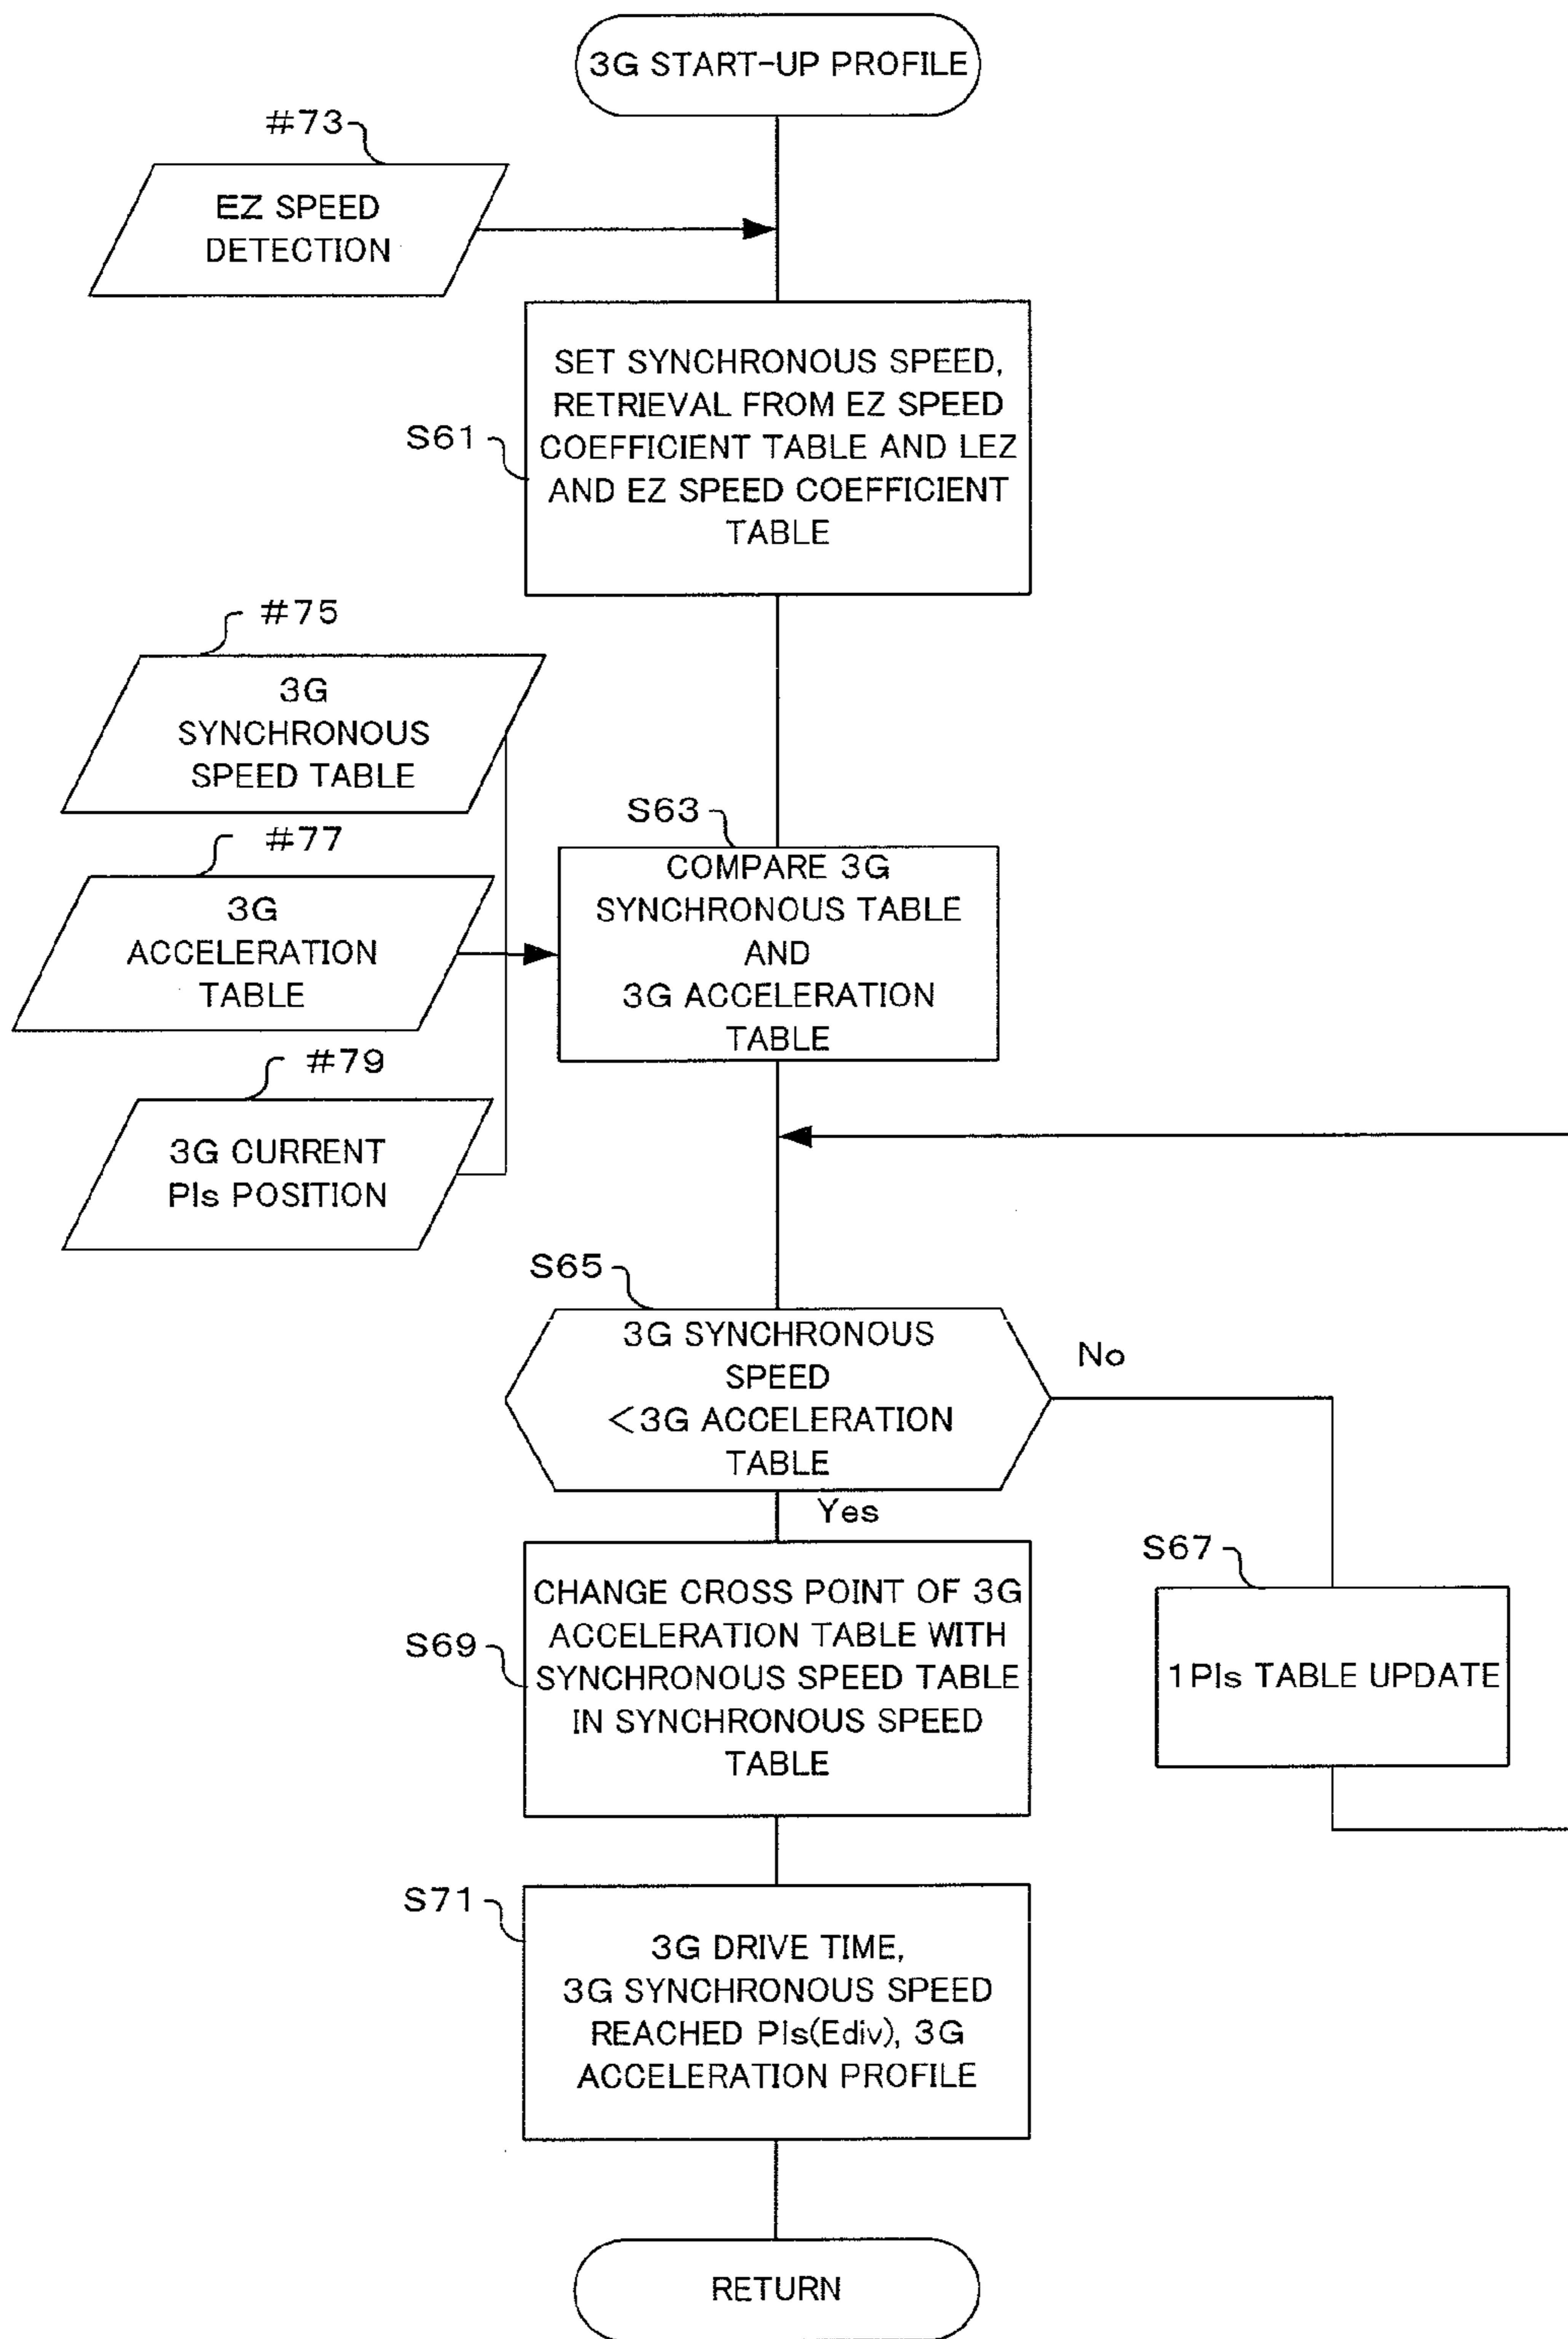 3G START-UP PROFILE
#73
EZ SPEED
DETECTION
S61
SET SYNCHRONOUS SPEED,
RETRIEVAL FROM EZ SPEED
COEFFICIENT TABLE AND LEZ
AND EZ SPEED COEFFICIENT
TABLE
#75
3G
SYNCHRONOUS
SPEED TABLE
#77
3G
ACCELERATION
TABLE
#79
3G CURRENT
PIs POSITION
S63
COMPARE 3G
SYNCHRONOUS TABLE
AND
3G ACCELERATION
TABLE
S65
3G SYNCHRONOUS
SPEED
<3G ACCELERATION
TABLE
No
Yes
S67
1PIs TABLE UPDATE
S69
CHANGE CROSS POINT OF 3G
ACCELERATION TABLE WITH
SYNCHRONOUS SPEED TABLE
IN SYNCHRONOUS SPEED
TABLE
S71
3G DRIVE TIME,
3G SYNCHRONOUS SPEED
REACHED PIs(Ediv), 3G
ACCELERATION PROFILE
RETURN